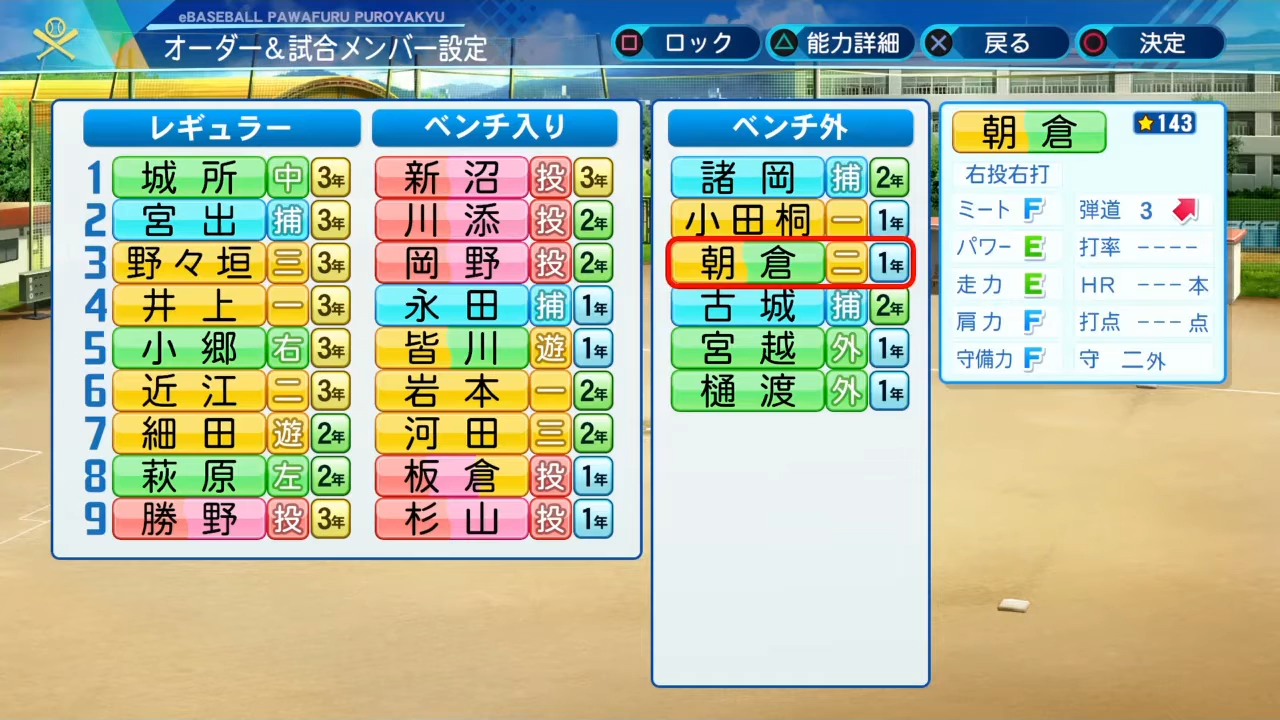 eBASEBALL PAWAFURU PUROYAKYU
オーダー&試合メンバー設定
ロック 能力詳細 戻る 決定
レギュラー
1 城所 中 3年
2 宮出 捕 3年
3 野々垣 三 3年
4 井上 一 3年
5 小郷 右 3年
6 近江 二 3年
7 細田 遊 2年
8 萩原 左 2年
9 勝野 投 3年
ベンチ入り
新沼 投 3年
川添 投 2年
岡野 投 2年
永田 捕 1年
皆川 遊 1年
岩本 一 2年
河田 三 2年
板倉 投 1年
杉山 投 1年
ベンチ外
諸岡 捕 2年
小田桐 一 1年
朝倉 二 1年
古城 捕 2年
宮越 外 1年
樋渡 外 1年
朝倉 ★143
右投右打
ミート F 弾道 3
パワー E 打率 ----
走力 E HR ---本
肩力 F 打点 ---点
守備力 F 守 二外